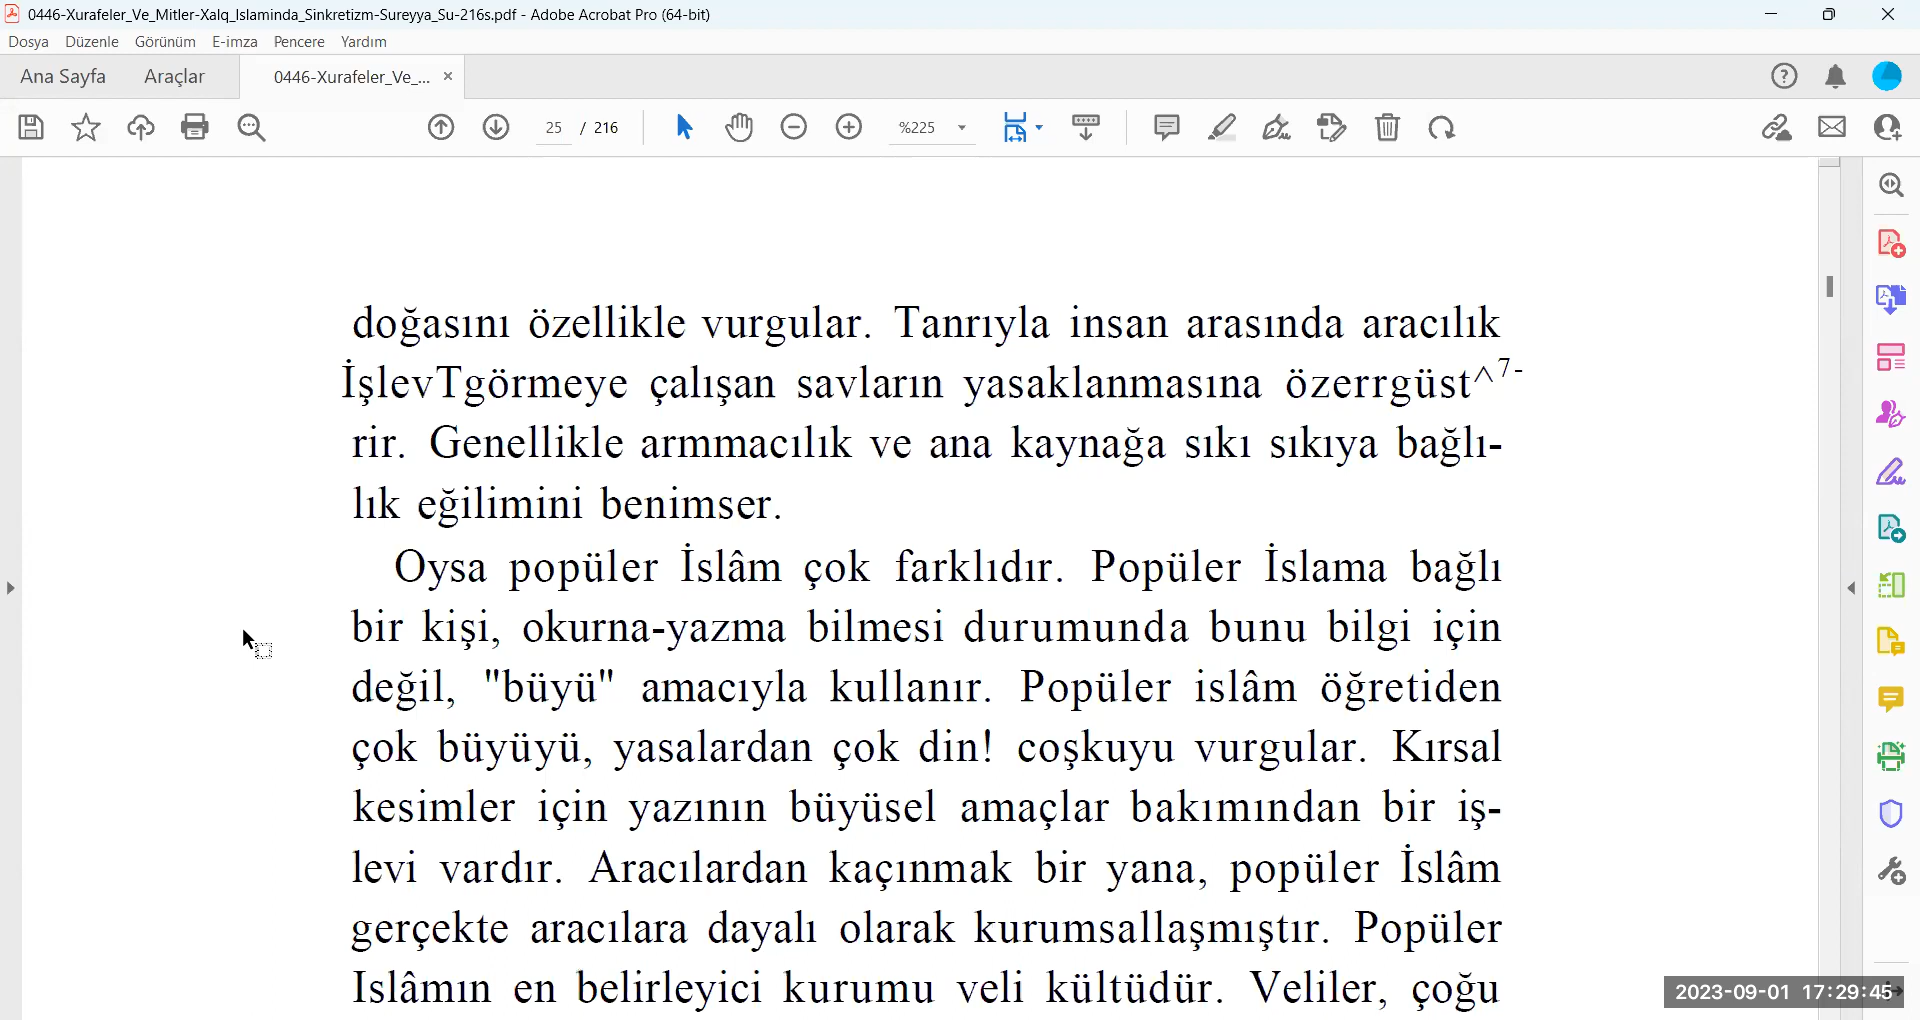 0446-Xurafeler_Ve_Mitler-Xalq_Islaminda_Sinkretizm-Sureyya_Su-216s.pdf - Adobe Acrobat Pro (64-bit)
Dosya Düzenle Görünüm E-imza Pencere Yardım
Ana Sayfa Araçlar 0446-Xurafeler_Ve_...
25 / 216 %225
doğasını özellikle vurgular. Tanrıyla insan arasında aracılık
İşlevTgörmeye çalışan savların yasaklanmasına özerrgüst^7-
rir. Genellikle armmacılık ve ana kaynağa sıkı sıkıya bağlı-
lık eğilimini benimser.
Oysa popüler İslâm çok farklıdır. Popüler İslama bağlı
bir kişi, okurna-yazma bilmesi durumunda bunu bilgi için
değil, "büyü" amacıyla kullanır. Popüler islâm öğretiden
çok büyüyü, yasalardan çok din! coşkuyu vurgular. Kırsal
kesimler için yazının büyüsel amaçlar bakımından bir iş-
levi vardır. Aracılardan kaçınmak bir yana, popüler İslâm
gerçekte aracılara dayalı olarak kurumsallaşmıştır. Popüler
Islâmın en belirleyici kurumu veli kültüdür. Veliler, çoğu
2023-09-01 17:29:45